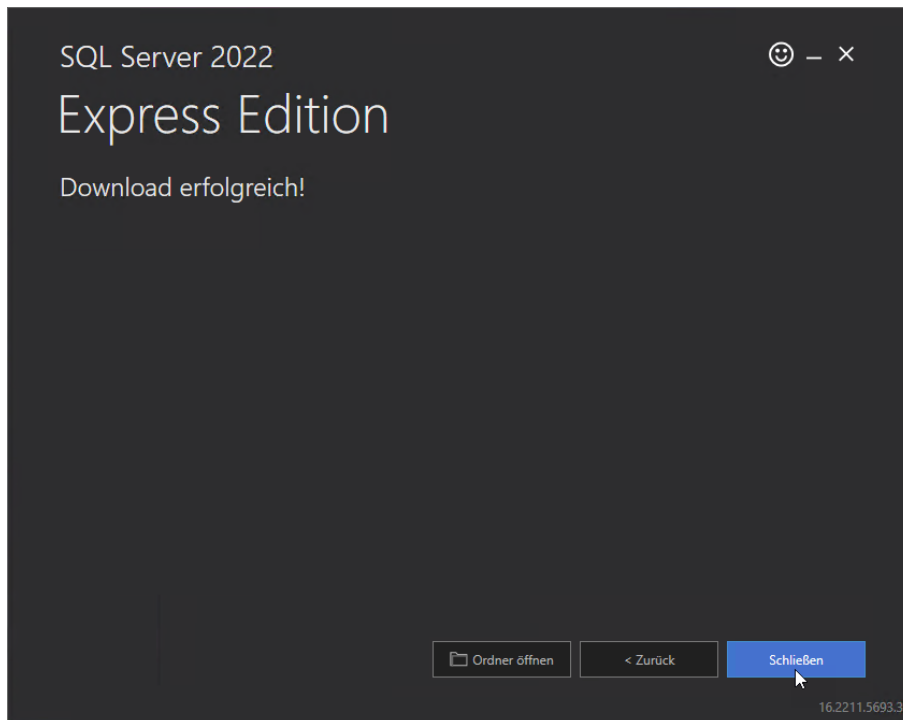 SQL Server 2022
Express Edition
Download erfolgreich!
Ordner öffnen
< Zurück
Schließen
16.2211.5693.3